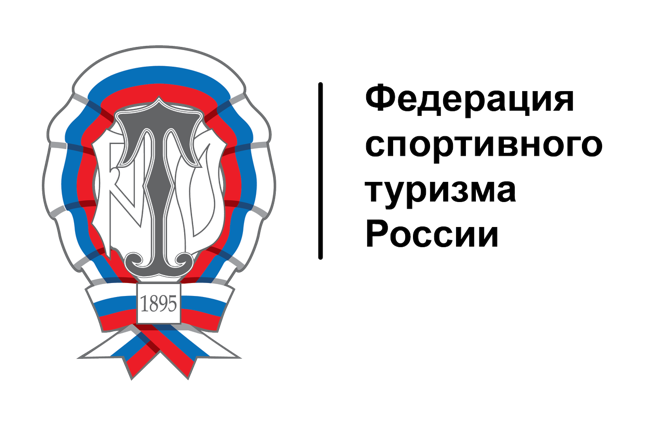 1895
Федерация
спортивного
туризма
России